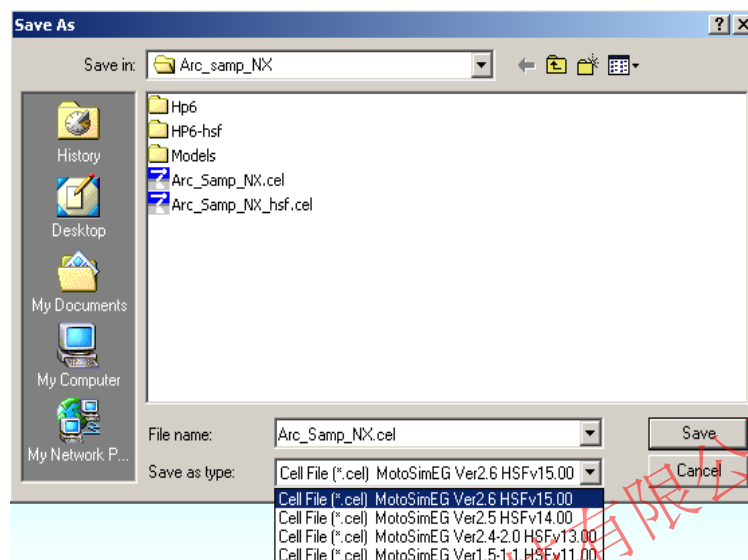 Save As
Save in: Arc_samp_NX
History
Desktop
My Documents
My Computer
My Network P...
Hp6
HP6-hsf
Models
Arc_Samp_NX.cel
Arc_Samp_NX_hsf.cel
File name: Arc_Samp_NX.cel Save
Save as type: Cell File (*.cel) MotoSimEG Ver2.6 HSFv15.00 Cancel
Cell File (*.cel) MotoSimEG Ver2.6 HSFv15.00
Cell File (*.cel) MotoSimEG Ver2.5 HSFv14.00
Cell File (*.cel) MotoSimEG Ver2.4-2.0 HSFv13.00
Cell File (*.cel) MotoSimEG Ver1.5-1.1 HSFv11.00
有限公